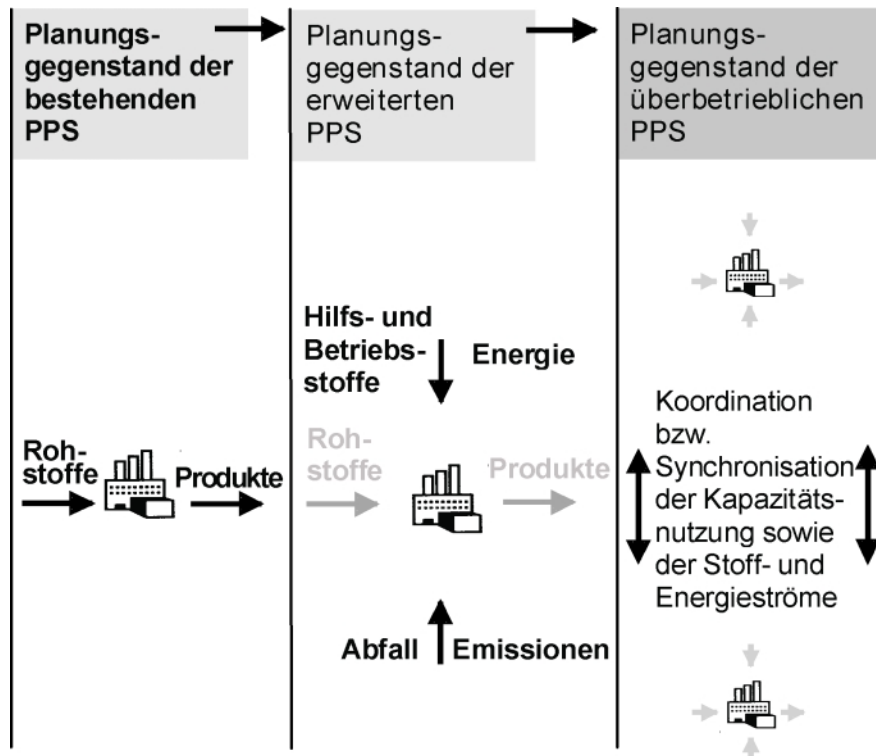 Planungs-
gegenstand der
bestehenden
PPS
Planungs-
gegenstand der
erweiterten
PPS
Planungs-
gegenstand der
überbetrieblichen
PPS
Roh-
stoffe
Produkte
Hilfs- und
Betriebs-
stoffe
Energie
Roh-
stoffe
Produkte
Abfall
Emissionen
Koordination
bzw.
Synchronisation
der Kapazitäts-
nutzung sowie
der Stoff- und
Energieströme